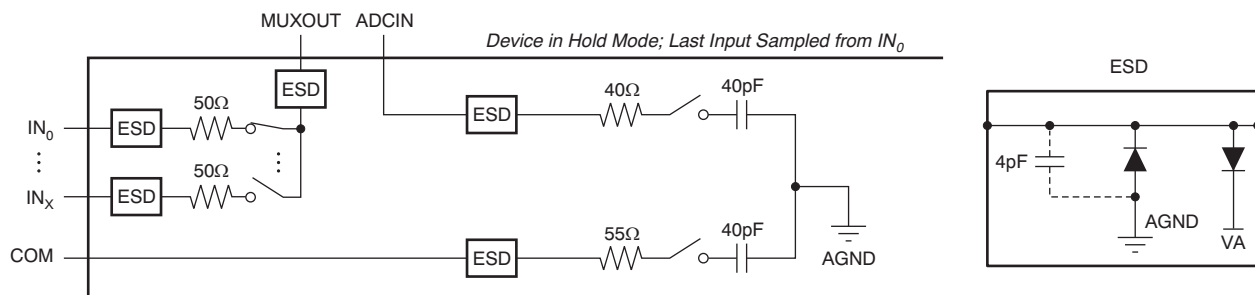 MUXOUT ADCIN
Device in Hold Mode; Last Input Sampled from IN0
ESD
ESD
50Ω
40Ω
40pF
IN0
ESD
ESD
4pF
50Ω
INX
ESD
AGND
VA
55Ω
40pF
COM
ESD
AGND